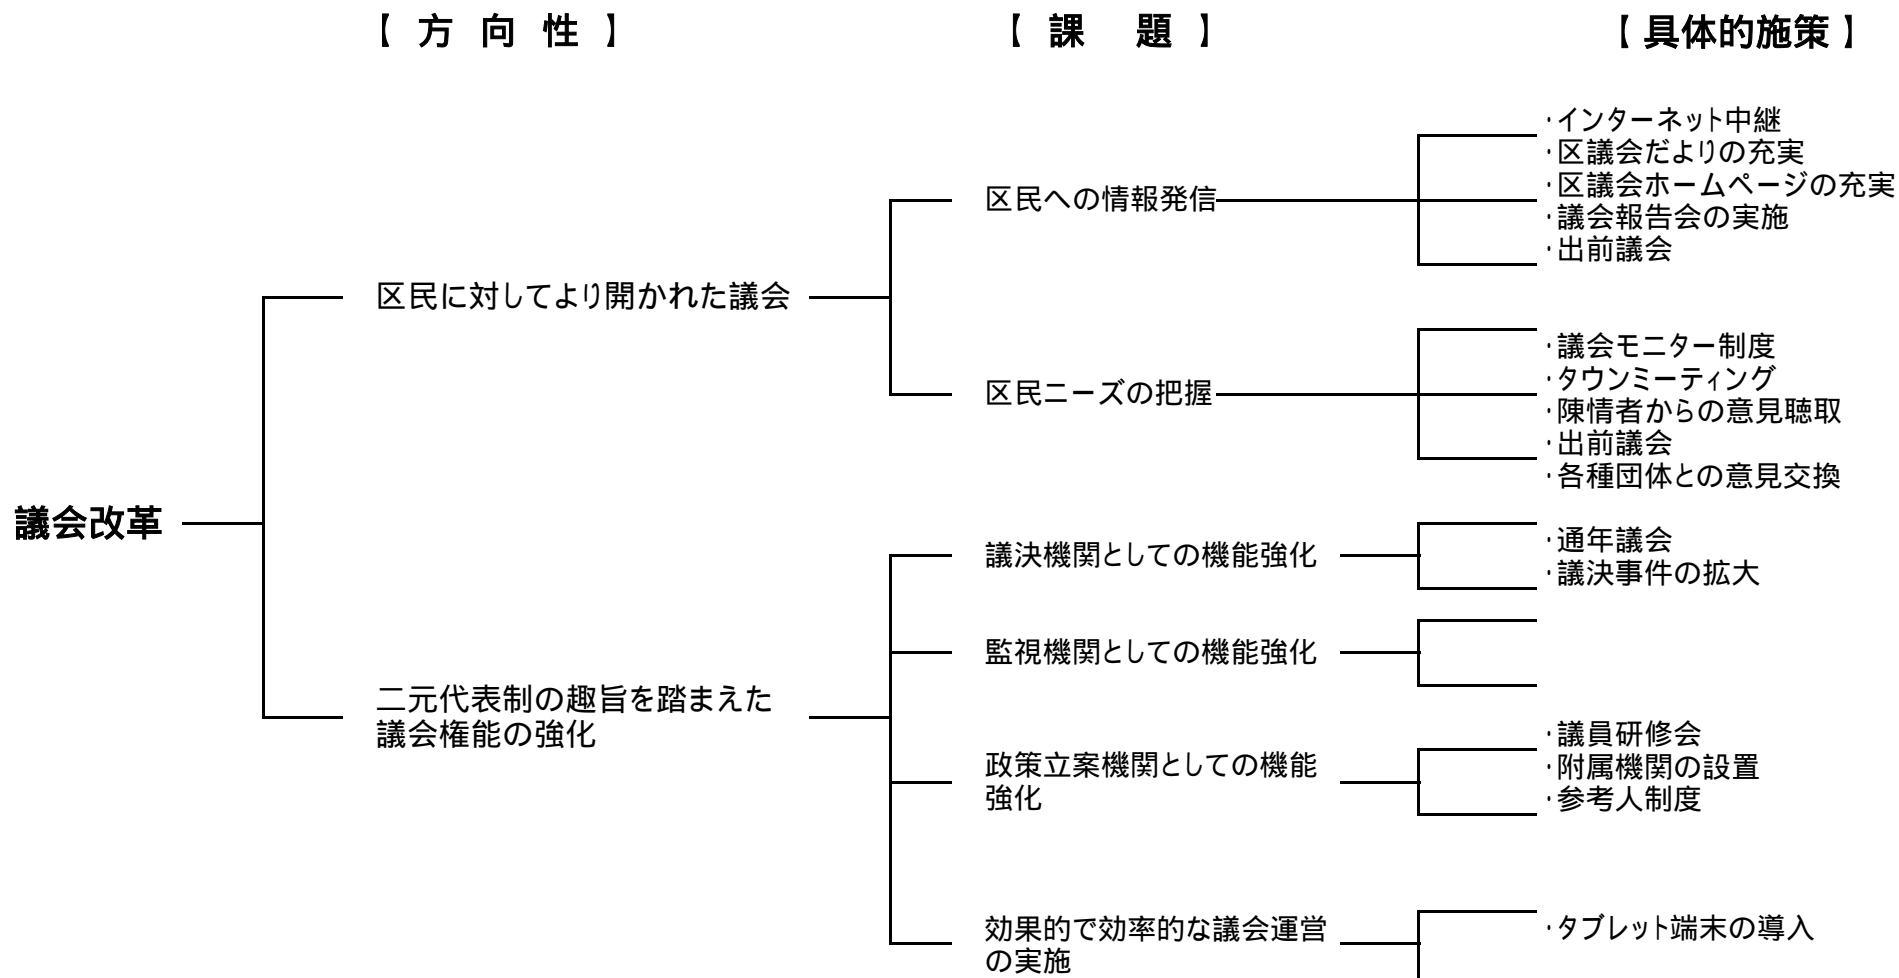 【 方 向 性 】
【 課 題 】
【 具体的施策 】
議会改革
区民に対してより開かれた議会
区民への情報発信
・インターネット中継
・区議会だよりの充実
・区議会ホームページの充実
・議会報告会の実施
・出前議会
区民ニーズの把握
・議会モニター制度
・タウンミーティング
・陳情者からの意見聴取
・出前議会
・各種団体との意見交換
二元代表制の趣旨を踏まえた
議会権能の強化
議決機関としての機能強化
・通年議会
・議決事件の拡大
監視機関としての機能強化
政策立案機関としての機能
強化
・議員研修会
・附属機関の設置
・参考人制度
効果的で効率的な議会運営
の実施
・タブレット端末の導入